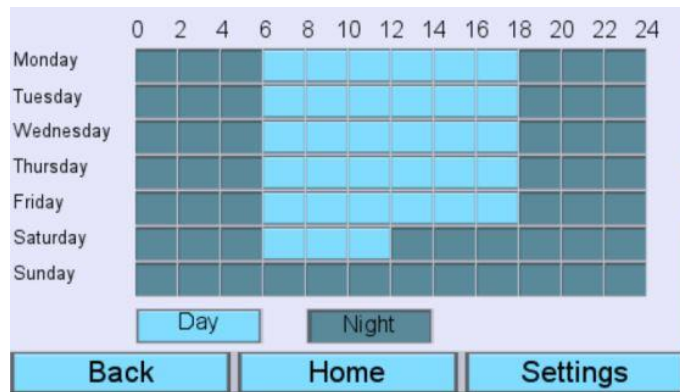 0 2 4 6 8 10 12 14 16 18 20 22 24
Monday
Tuesday
Wednesday
Thursday
Friday
Saturday
Sunday
Day Night
Back Home Settings